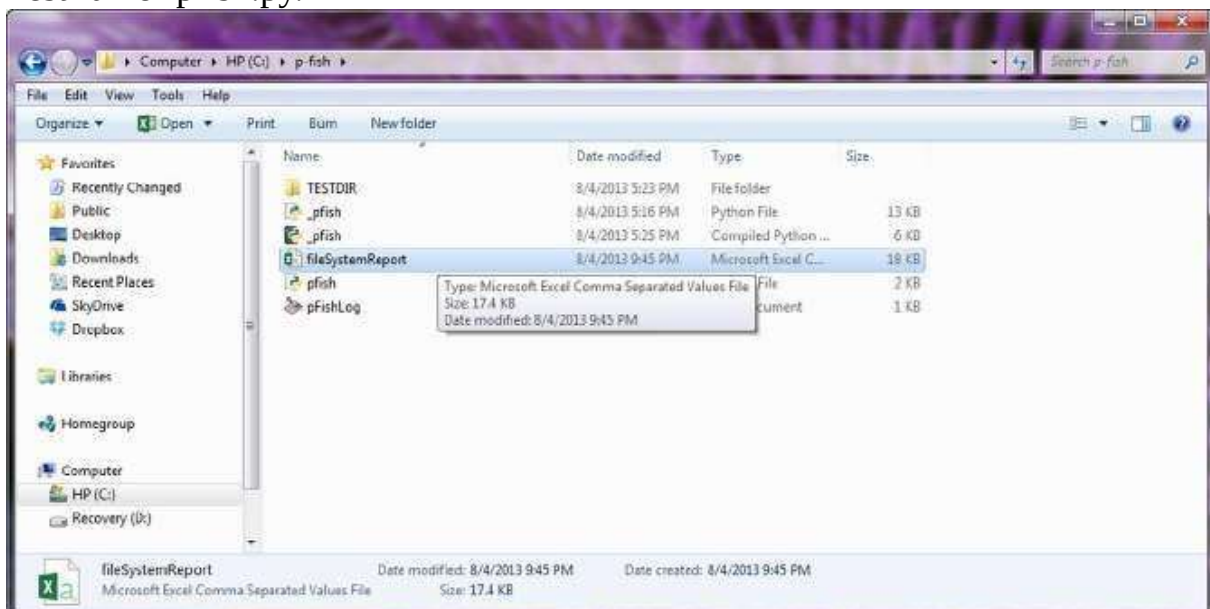 Computer ▸ HP (C:) ▸ p-fish ▸ Search p-fish
File Edit View Tools Help
Organize Open Print Burn New folder
Favorites
Recently Changed
Public
Desktop
Downloads
Recent Places
SkyDrive
Dropbox
Libraries
Homegroup
Computer
HP (C:)
Recovery (D:)
Name Date modified Type Size
TESTDIR 8/4/2013 5:23 PM File folder
_pfish 8/4/2013 5:16 PM Python File 13 KB
_pfish 8/4/2013 5:25 PM Compiled Python ... 6 KB
fileSystemReport 8/4/2013 9:45 PM Microsoft Excel C... 18 KB
pfish File 2 KB
pFishLog cument 1 KB
Type: Microsoft Excel Comma Separated Values File
Size: 17.4 KB
Date modified: 8/4/2013 9:45 PM
fileSystemReport Date modified: 8/4/2013 9:45 PM Date created: 8/4/2013 9:45 PM
Microsoft Excel Comma Separated Values File Size: 17.4 KB